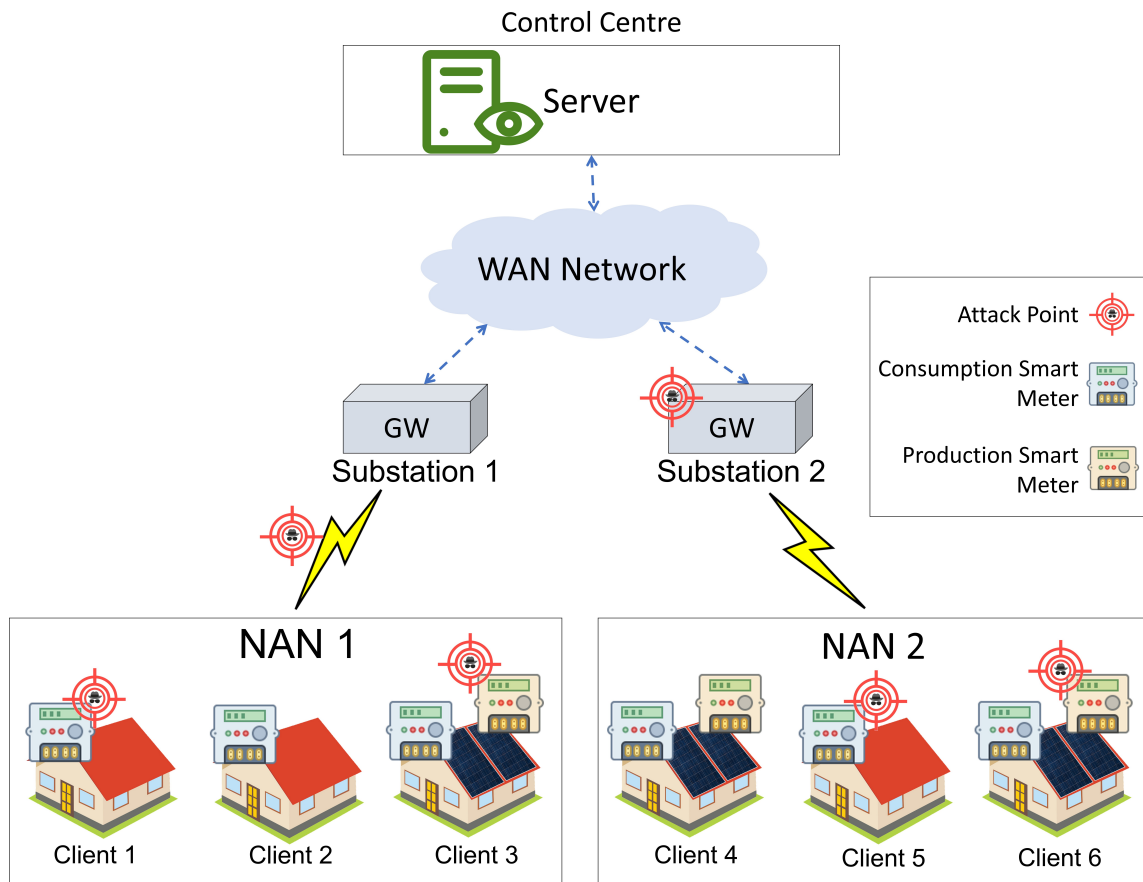 Control Centre
Server
WAN Network
Attack Point
Consumption Smart
Meter
Production Smart
Meter
GW
Substation 1
GW
Substation 2
NAN 1
Client 1
Client 2
Client 3
NAN 2
Client 4
Client 5
Client 6